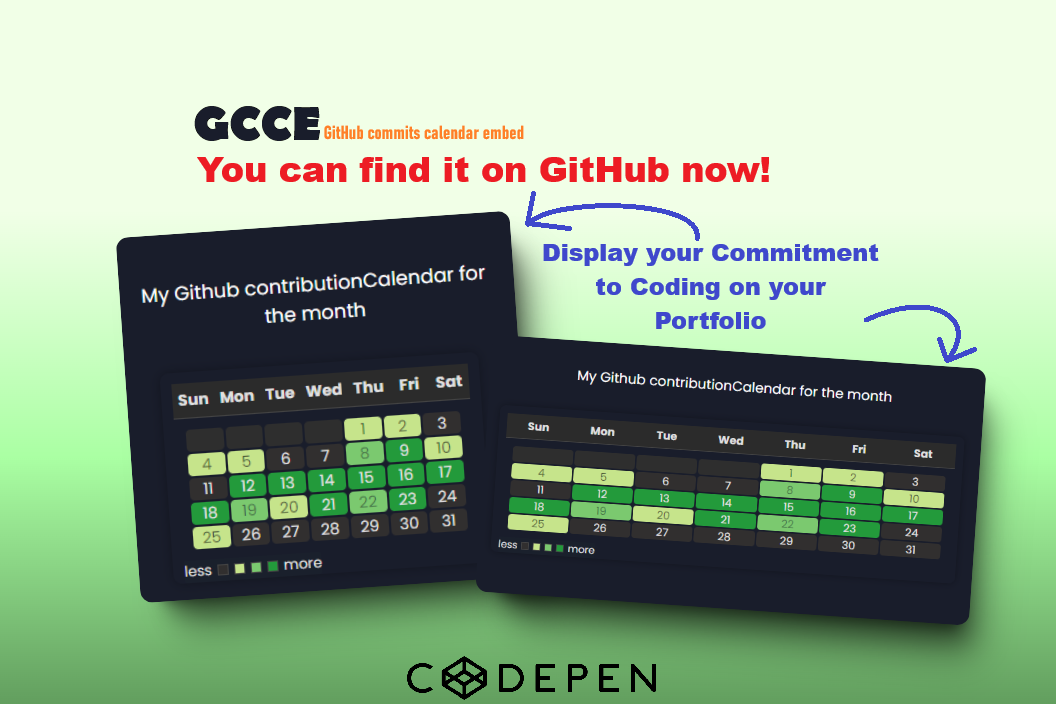 GCCE GitHub commits calendar embed
You can find it on GitHub now!
Display your Commitment
to Coding on your
Portfolio
My Github contributionCalendar for
the month
Sun Mon Tue Wed Thu Fri Sat
1 2 3
4 5 6 7 8 9 10
11 12 13 14 15 16 17
18 19 20 21 22 23 24
25 26 27 28 29 30 31
less more
My Github contributionCalendar for the month
Sun Mon Tue Wed Thu Fri Sat
1 2 3
4 5 6 7 8 9 10
11 12 13 14 15 16 17
18 19 20 21 22 23 24
25 26 27 28 29 30 31
less more
CODEPEN